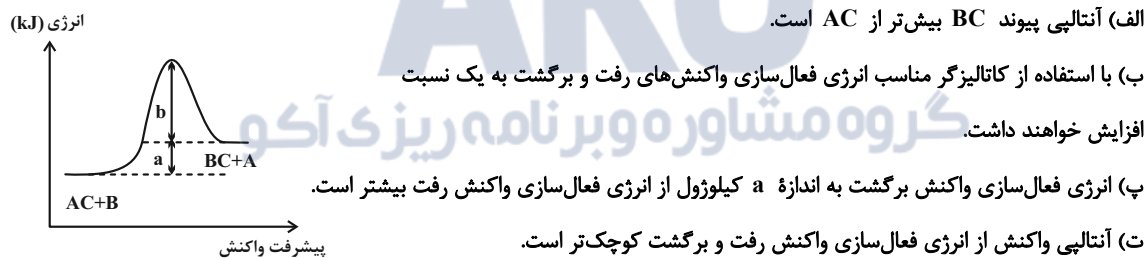 الف) آنتالپی پیوند BC بیش‌تر از AC است.
ب) با استفاده از کاتالیزگر مناسب انرژی فعال‌سازی واکنش‌های رفت و برگشت به یک نسبت
افزایش خواهند داشت.
پ) انرژی فعال‌سازی واکنش برگشت به اندازهٔ a کیلوژول از انرژی فعال‌سازی واکنش رفت بیشتر است.
ت) آنتالپی واکنش از انرژی فعال‌سازی واکنش رفت و برگشت کوچک‌تر است.
انرژی (kJ)
b
a
BC+A
AC+B
پیشرفت واکنش
گروه مشاوره و برنامه ریزی آکو